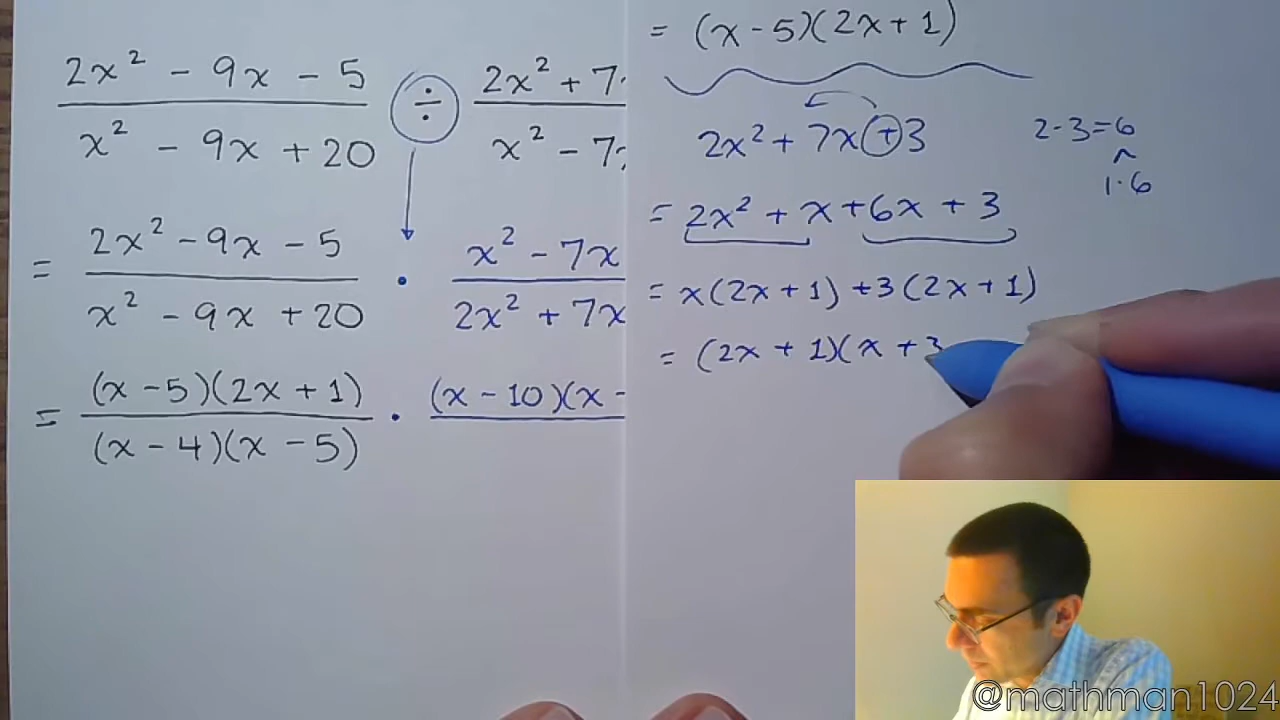 2x² - 9x - 5
x² - 9x + 20
÷
2x² + 7
x² - 7
= 2x² - 9x - 5
x² - 9x + 20
·
x² - 7x
2x² + 7x
= (x - 5)(2x + 1)
(x - 4)(x - 5)
·
(x - 10)(x -
= (x - 5)(2x + 1)
2x² + 7x + 3
2·3=6
1·6
= 2x² + x + 6x + 3
= x(2x + 1) + 3(2x + 1)
= (2x + 1)(x + 3
@mathman1024